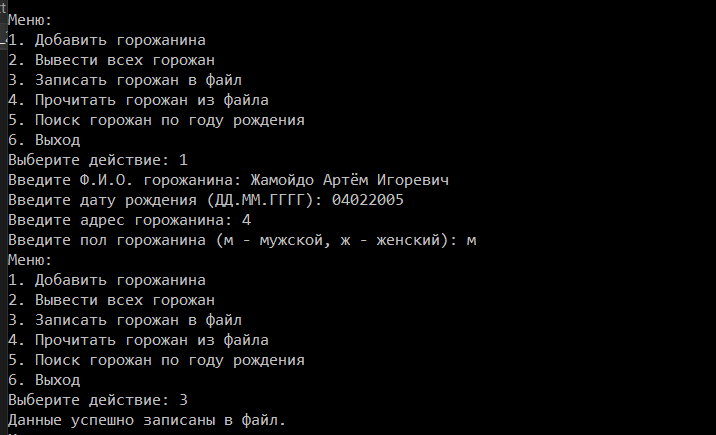 Меню:
1. Добавить горожанина
2. Вывести всех горожан
3. Записать горожан в файл
4. Прочитать горожан из файла
5. Поиск горожан по году рождения
6. Выход
Выберите действие: 1
Введите Ф.И.О. горожанина: Жамойдо Артём Игоревич
Введите дату рождения (ДД.ММ.ГГГГ): 04022005
Введите адрес горожанина: 4
Введите пол горожанина (м - мужской, ж - женский): м
Меню:
1. Добавить горожанина
2. Вывести всех горожан
3. Записать горожан в файл
4. Прочитать горожан из файла
5. Поиск горожан по году рождения
6. Выход
Выберите действие: 3
Данные успешно записаны в файл.